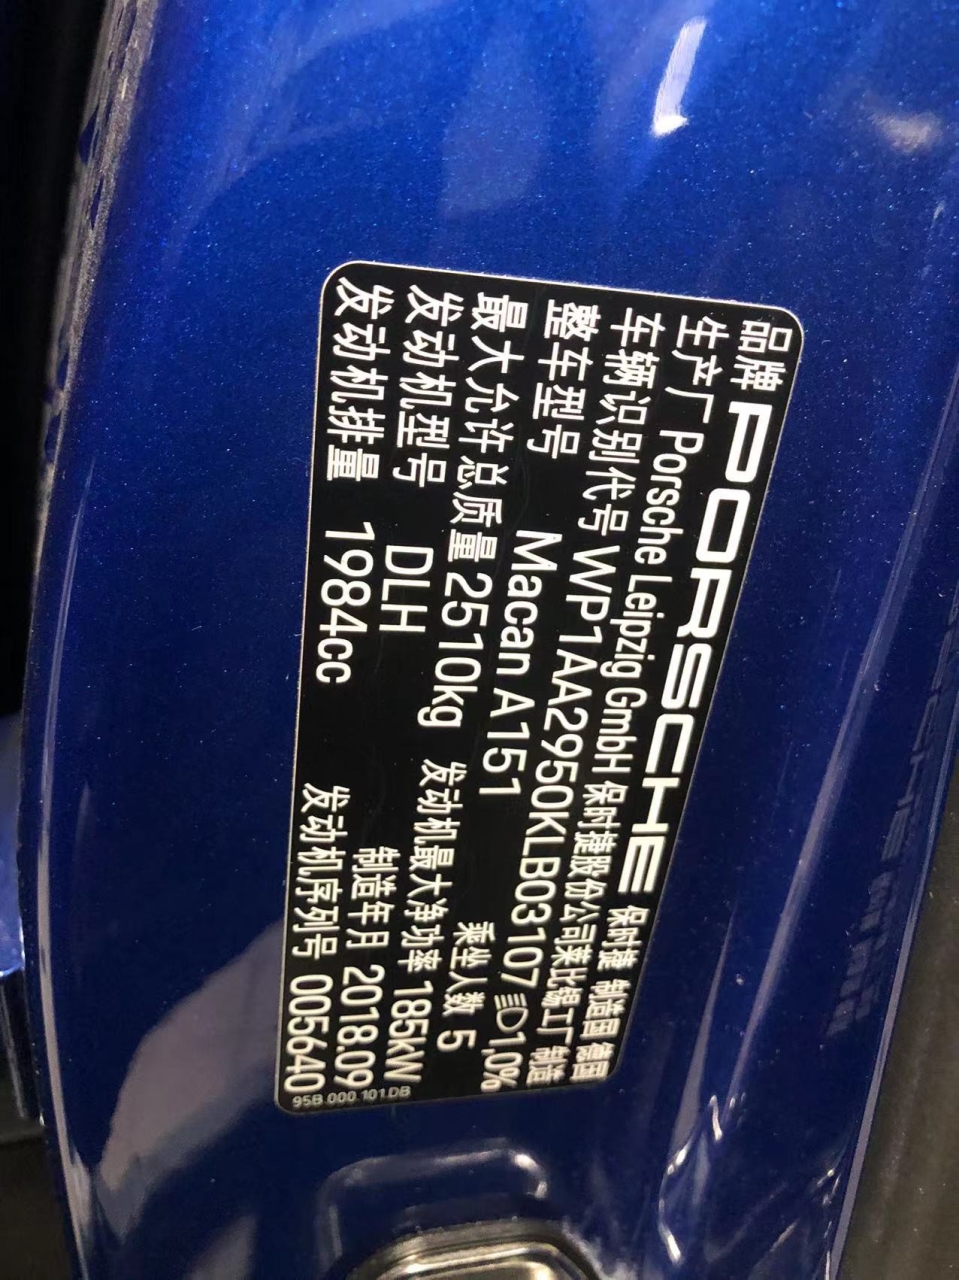 品牌 PORSCHE 保时捷 制造国 德国
生产厂 Porsche Leipzig GmbH 保时捷股份公司莱比锡工厂 制造
车辆识别代号 WP1AA2950KLB03107 1,0%
整车型号 Macan A151 乘坐人数 5
最大允许总质量 2510kg 发动机最大净功率 185kW
发动机型号 DLH 制造年月 2018.09
发动机排量 1984cc 发动机序列号 005640
95B.000.101.DB